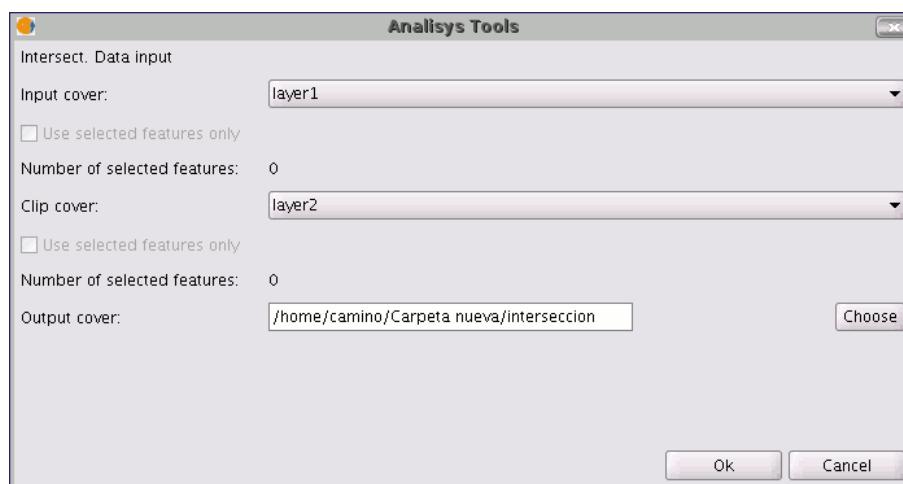 Analisys Tools
Intersect. Data input
Input cover: layer1
Use selected features only
Number of selected features: 0
Clip cover: layer2
Use selected features only
Number of selected features: 0
Output cover: /home/camino/Carpeta nueva/interseccion Choose
Ok Cancel